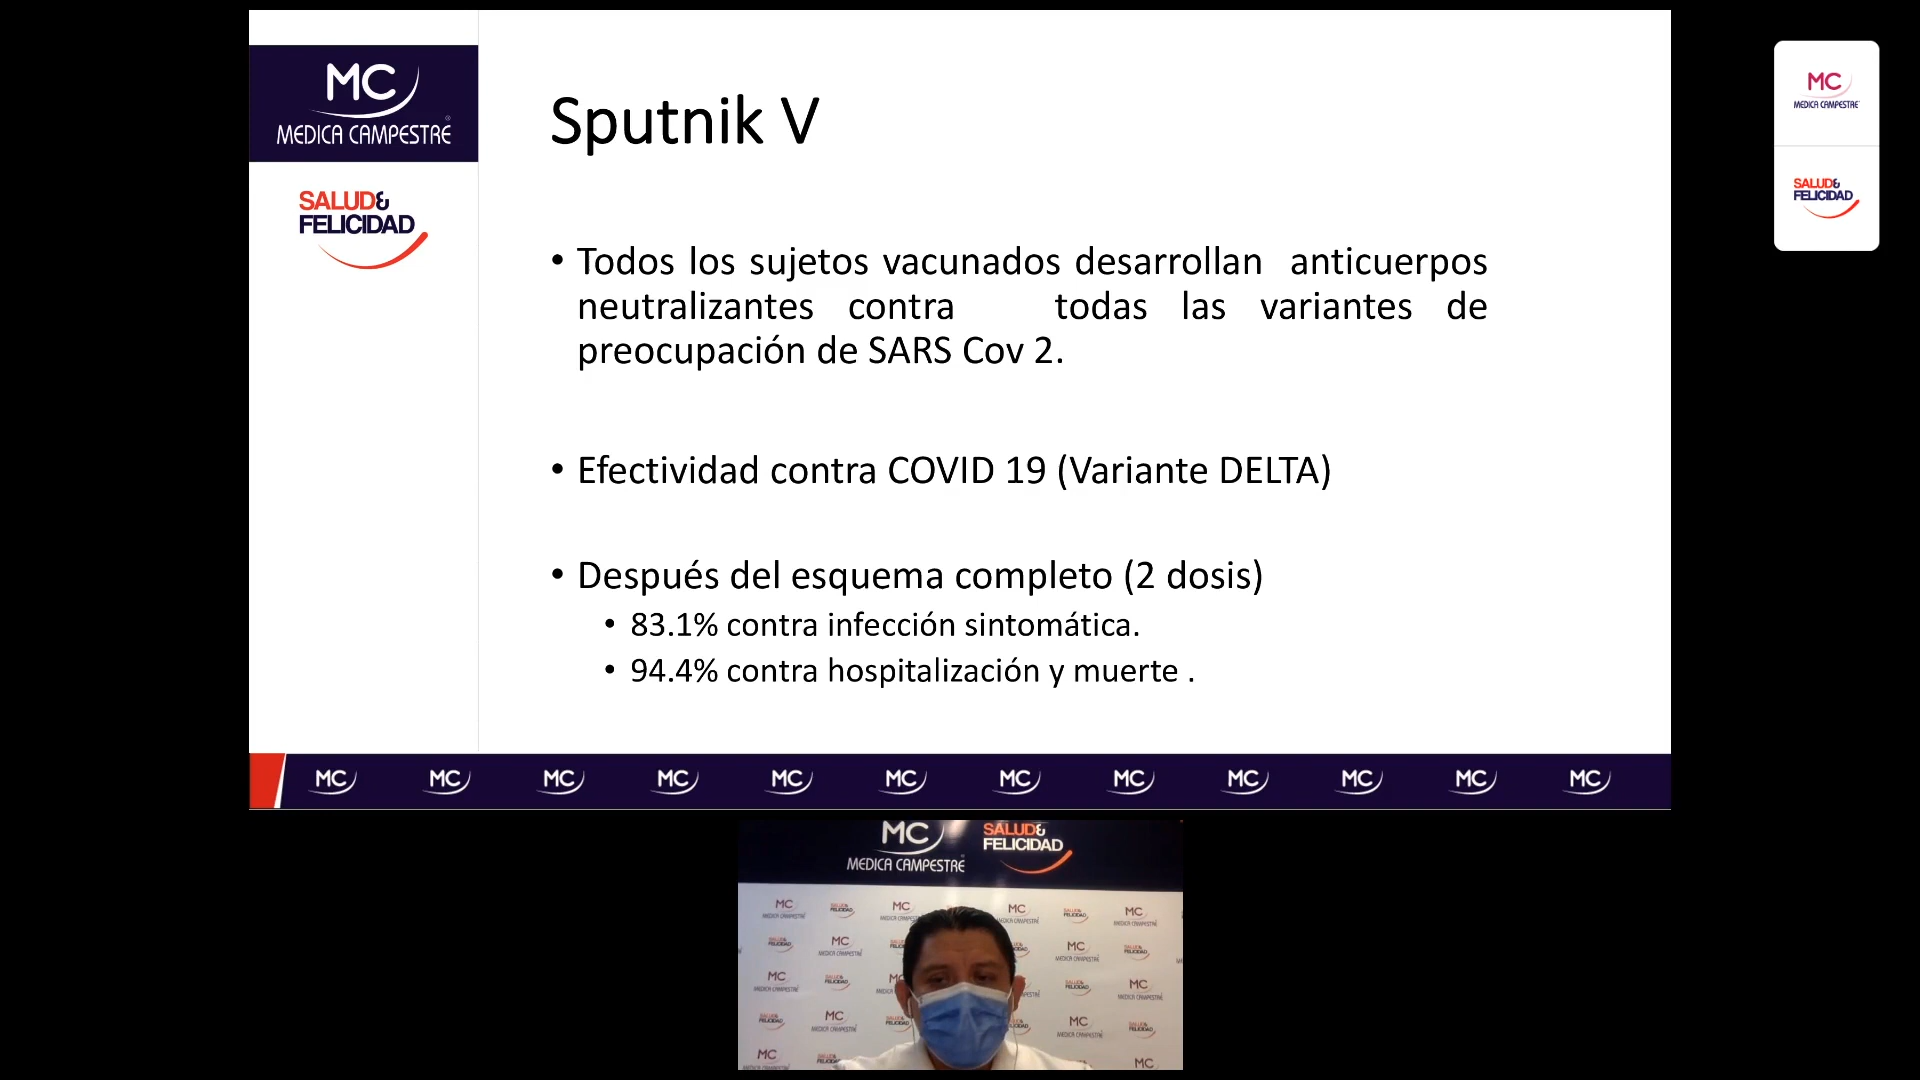 MC
MEDICA CAMPESTRE
SALUD&
FELICIDAD
Sputnik V
• Todos los sujetos vacunados desarrollan anticuerpos
neutralizantes contra todas las variantes de
preocupación de SARS Cov 2.
• Efectividad contra COVID 19 (Variante DELTA)
• Después del esquema completo (2 dosis)
• 83.1% contra infección sintomática.
• 94.4% contra hospitalización y muerte .
MC MC MC MC MC MC MC MC MC MC MC MC
MC
MEDICA CAMPESTRE
SALUD&
FELICIDAD
MC
MEDICA CAMPESTRE
SALUD&
FELICIDAD